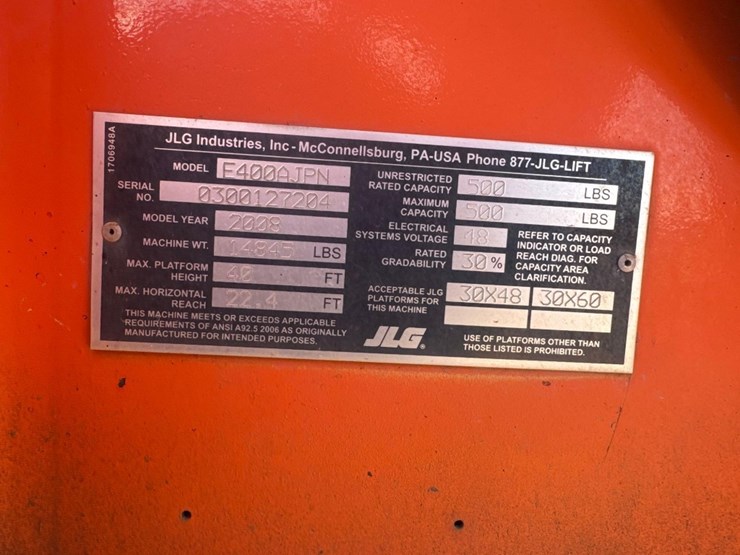 1706948A
JLG Industries, Inc - McConnellsburg, PA-USA Phone 877-JLG-LIFT
MODEL E400AJPN
SERIAL NO. 0300127204
MODEL YEAR 2008
MACHINE WT. LBS
MAX. PLATFORM HEIGHT 40 FT
MAX. HORIZONTAL REACH 22.4 FT
THIS MACHINE MEETS OR EXCEEDS APPLICABLE
REQUIREMENTS OF ANSI A92.5 2006 AS ORIGINALLY
MANUFACTURED FOR INTENDED PURPOSES.
UNRESTRICTED RATED CAPACITY 500 LBS
MAXIMUM CAPACITY 500 LBS
ELECTRICAL SYSTEMS VOLTAGE 48
RATED GRADABILITY 30 %
REFER TO CAPACITY
INDICATOR OR LOAD
REACH DIAG. FOR
CAPACITY AREA
CLARIFICATION.
ACCEPTABLE JLG
PLATFORMS FOR
THIS MACHINE
30X48 30X60
JLG®
USE OF PLATFORMS OTHER THAN
THOSE LISTED IS PROHIBITED.